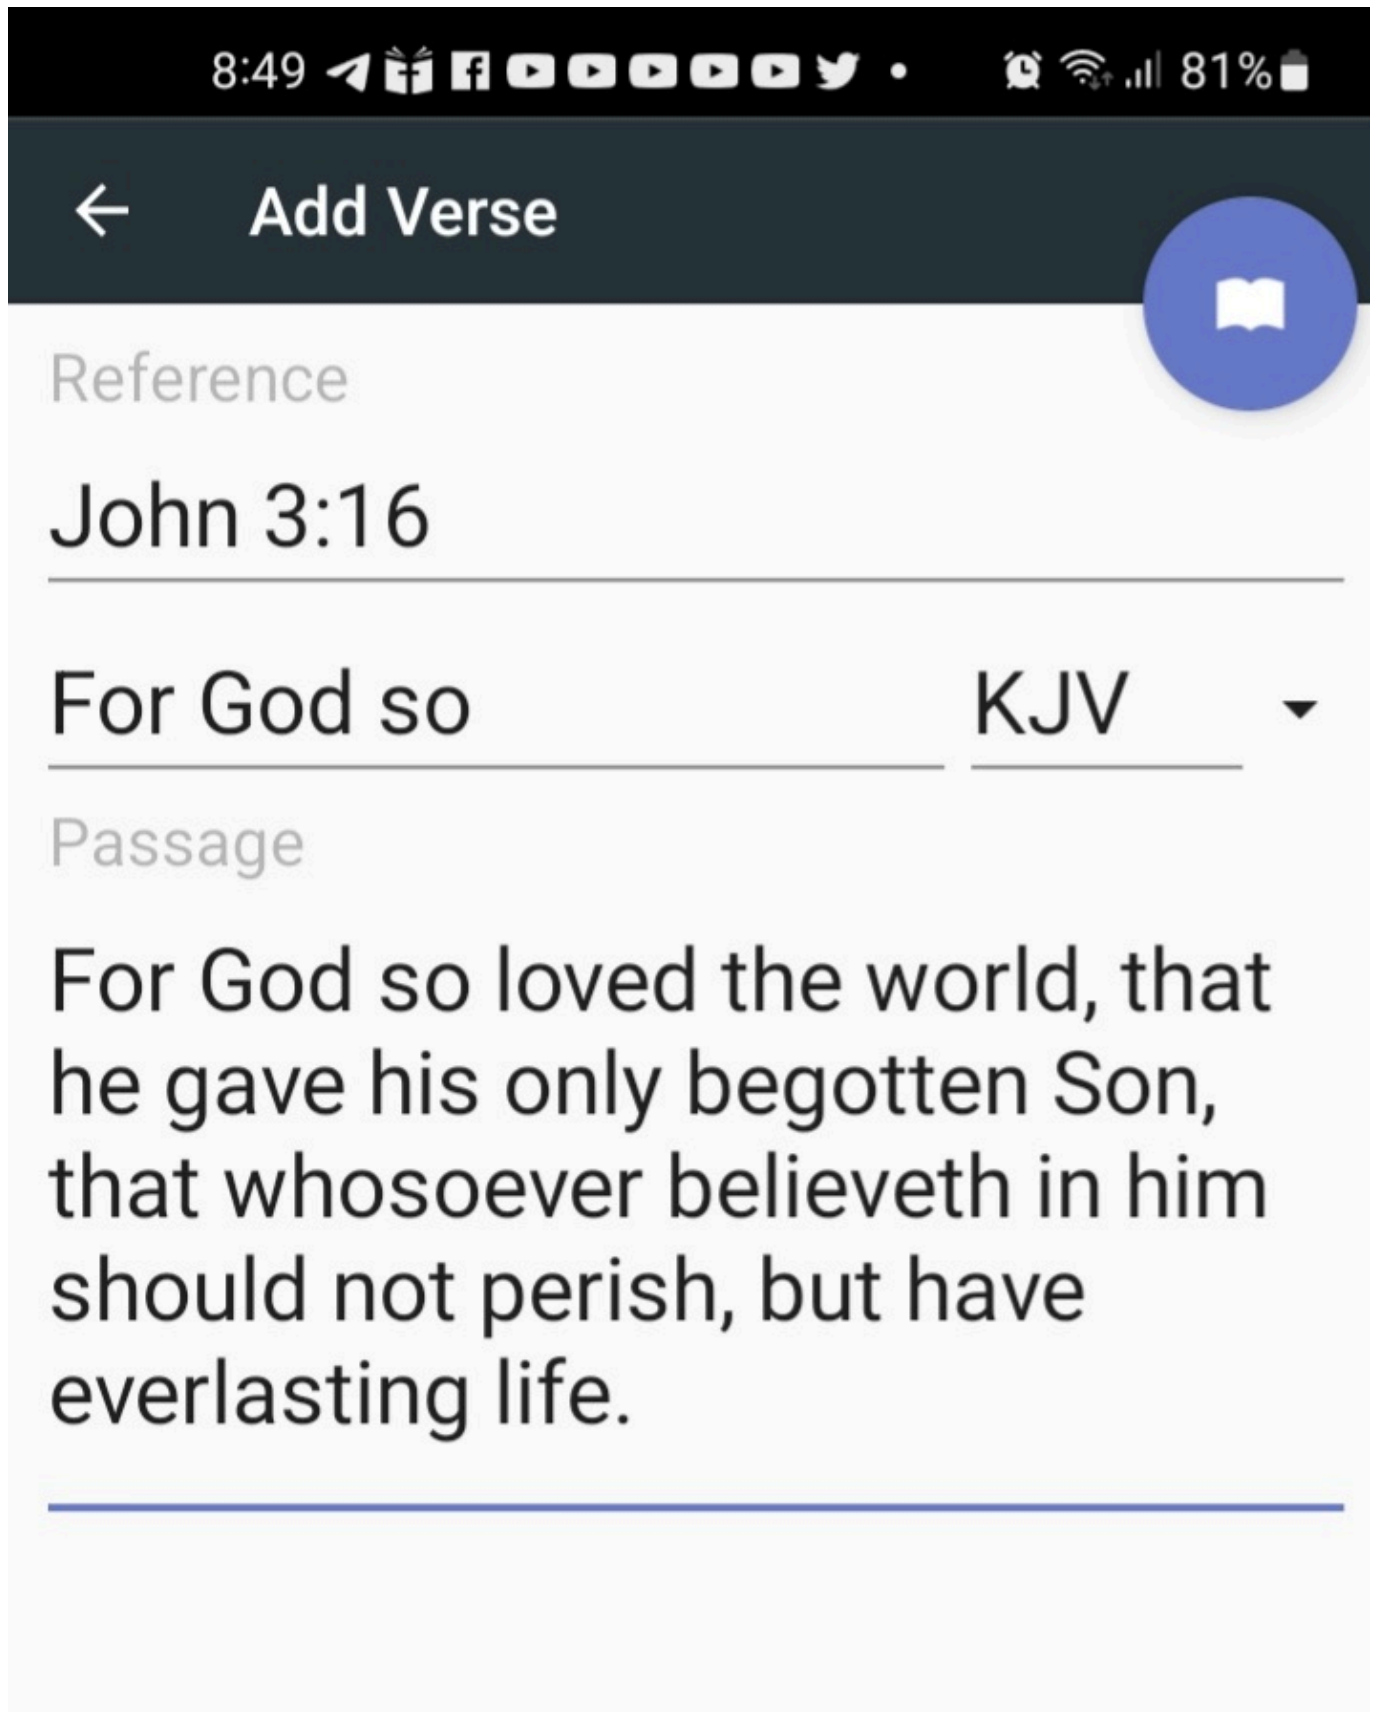 8:49 81%
Add Verse
Reference
John 3:16
For God so KJV
Passage
For God so loved the world, that
he gave his only begotten Son,
that whosoever believeth in him
should not perish, but have
everlasting life.